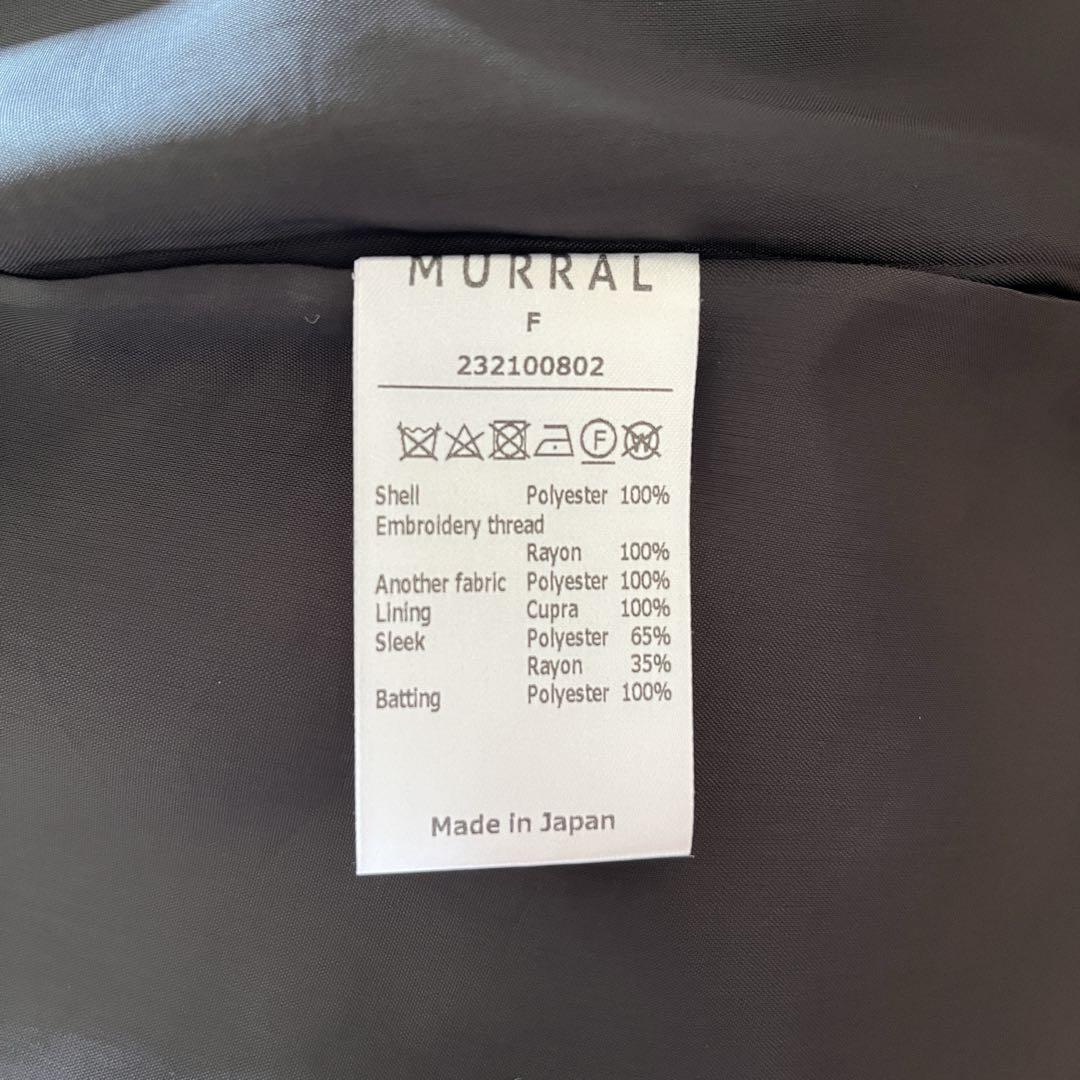 MURRAL
F
232100802
F W
Shell Polyester 100%
Embroidery thread
Rayon 100%
Another fabric Polyester 100%
Lining Cupra 100%
Sleek Polyester 65%
Rayon 35%
Batting Polyester 100%
Made in Japan